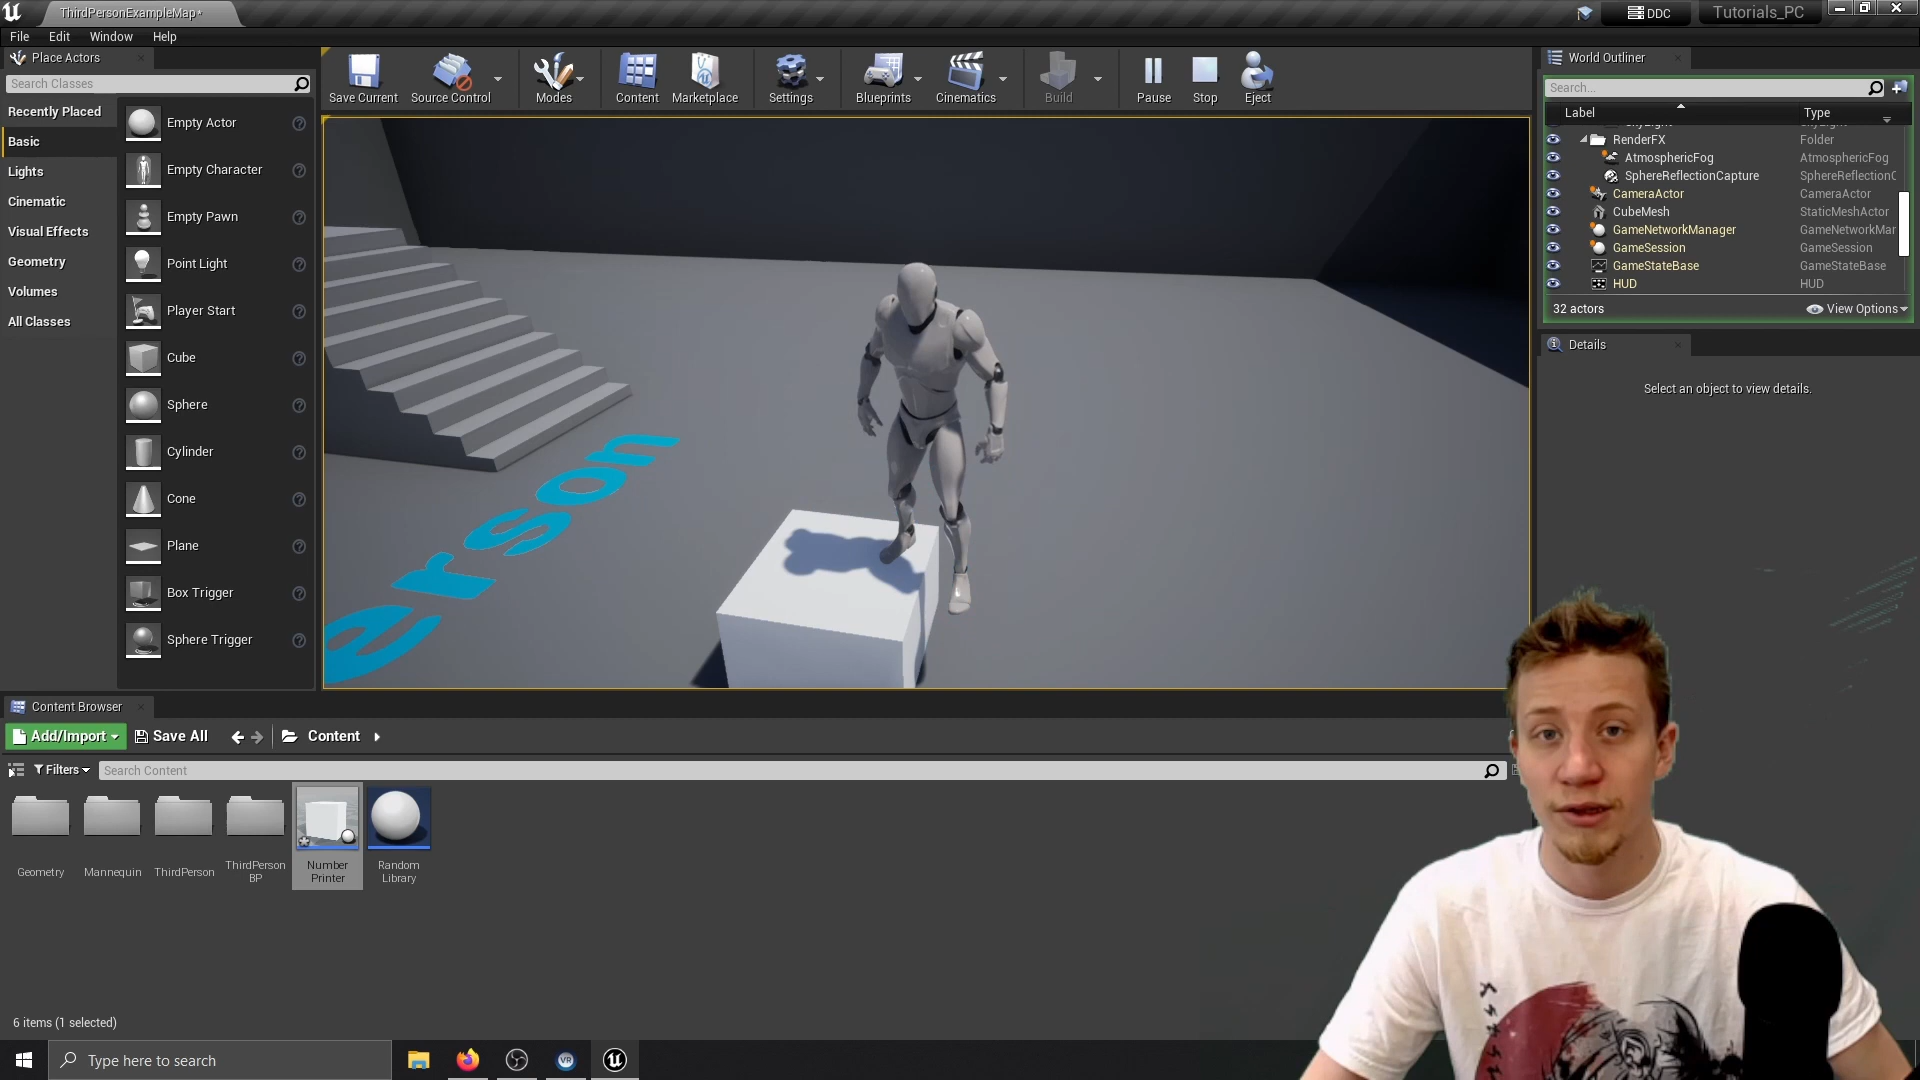 ThirdPersonExampleMap*
DDC
Tutorials_PC
File Edit Window Help
Place Actors
Search Classes
Recently Placed
Basic
Lights
Cinematic
Visual Effects
Geometry
Volumes
All Classes
Empty Actor
Empty Character
Empty Pawn
Point Light
Player Start
Cube
Sphere
Cylinder
Cone
Plane
Box Trigger
Sphere Trigger
Save Current
Source Control
Modes
Content
Marketplace
Settings
Blueprints
Cinematics
Build
Pause
Stop
Eject
erson
World Outliner
Search...
Label Type
RenderFX Folder
AtmosphericFog AtmosphericFog
SphereReflectionCapture SphereReflectionC
CameraActor CameraActor
CubeMesh StaticMeshActor
GameNetworkManager GameNetworkMar
GameSession GameSession
GameStateBase GameStateBase
HUD HUD
32 actors View Options
Details
Select an object to view details.
Content Browser
Add/Import Save All Content
Filters Search Content
Geometry
Mannequin
ThirdPerson
ThirdPerson
BP
Number
Printer
Random
Library
6 items (1 selected)
Type here to search
VR